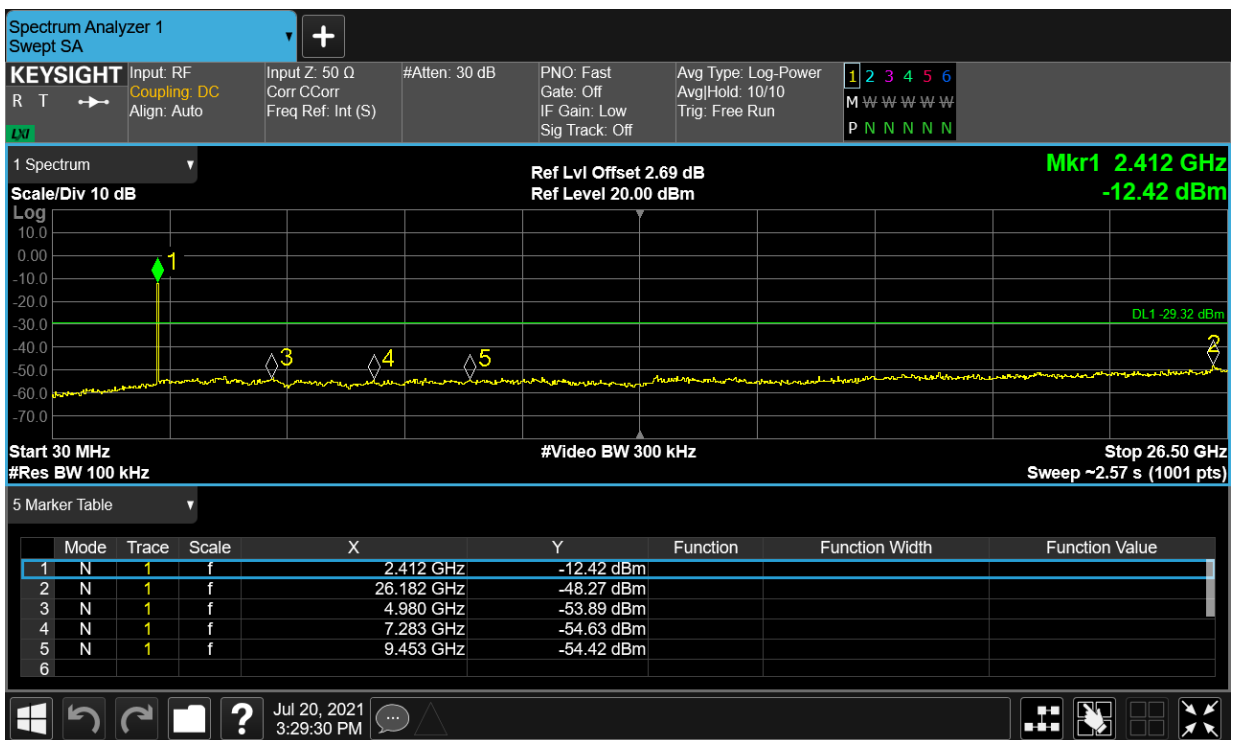 Spectrum Analyzer 1
Swept SA
KEYSIGHT
R T
LXI
Input: RF
Coupling: DC
Align: Auto
Input Z: 50 Ω
Corr CCorr
Freq Ref: Int (S)
#Atten: 30 dB
PNO: Fast
Gate: Off
IF Gain: Low
Sig Track: Off
Avg Type: Log-Power
Avg|Hold: 10/10
Trig: Free Run
1 2 3 4 5 6
M W W W W W
P N N N N N
1 Spectrum
Scale/Div 10 dB
Ref Lvl Offset 2.69 dB
Ref Level 20.00 dBm
Mkr1 2.412 GHz
-12.42 dBm
Log
10.0
0.00
-10.0
-20.0
-30.0
-40.0
-50.0
-60.0
-70.0
1
DL1 -29.32 dBm
2
3
4
5
Start 30 MHz
#Video BW 300 kHz
Stop 26.50 GHz
#Res BW 100 kHz
Sweep ~2.57 s (1001 pts)
5 Marker Table
Mode Trace Scale X Y Function Function Width Function Value
1 N 1 f 2.412 GHz -12.42 dBm
2 N 1 f 26.182 GHz -48.27 dBm
3 N 1 f 4.980 GHz -53.89 dBm
4 N 1 f 7.283 GHz -54.63 dBm
5 N 1 f 9.453 GHz -54.42 dBm
6
?
Jul 20, 2021
3:29:30 PM